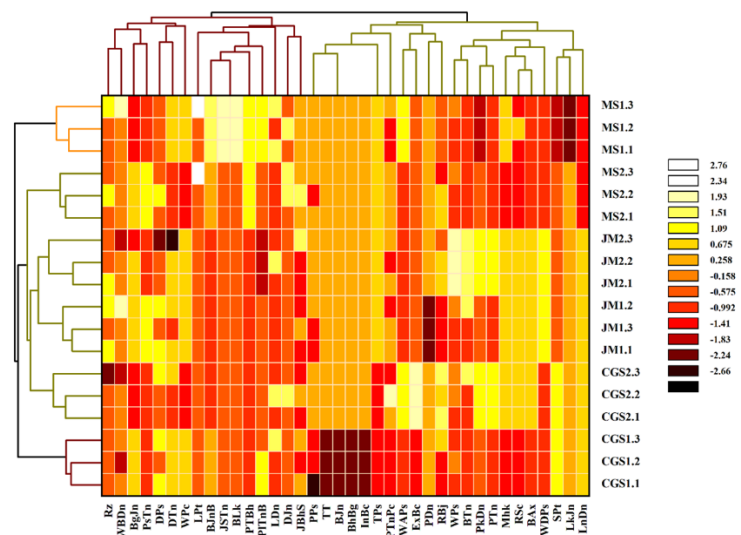 MS1.3
MS1.2
MS1.1
MS2.3
MS2.2
MS2.1
JM2.3
JM2.2
JM2.1
JM1.2
JM1.3
JM1.1
CGS2.3
CGS2.2
CGS2.1
CGS1.3
CGS1.2
CGS1.1
2.76
2.34
1.93
1.51
1.09
0.675
0.258
-0.158
-0.575
-0.992
-1.41
-1.83
-2.24
-2.66
Rz
VBDn
BgJn
PsTn
DPs
DTn
WPc
LPt
BJnB
JSTn
BLk
PTBh
PTnB
LDn
DJn
JBhS
PPs
TT
BJn
BhBg
InBc
TPs
PTnPc
WAPs
ExBc
PDn
RBj
WPs
BTn
PkDn
PTn
Mhk
RSc
BAx
WDPs
SPt
LkJn
LnDn